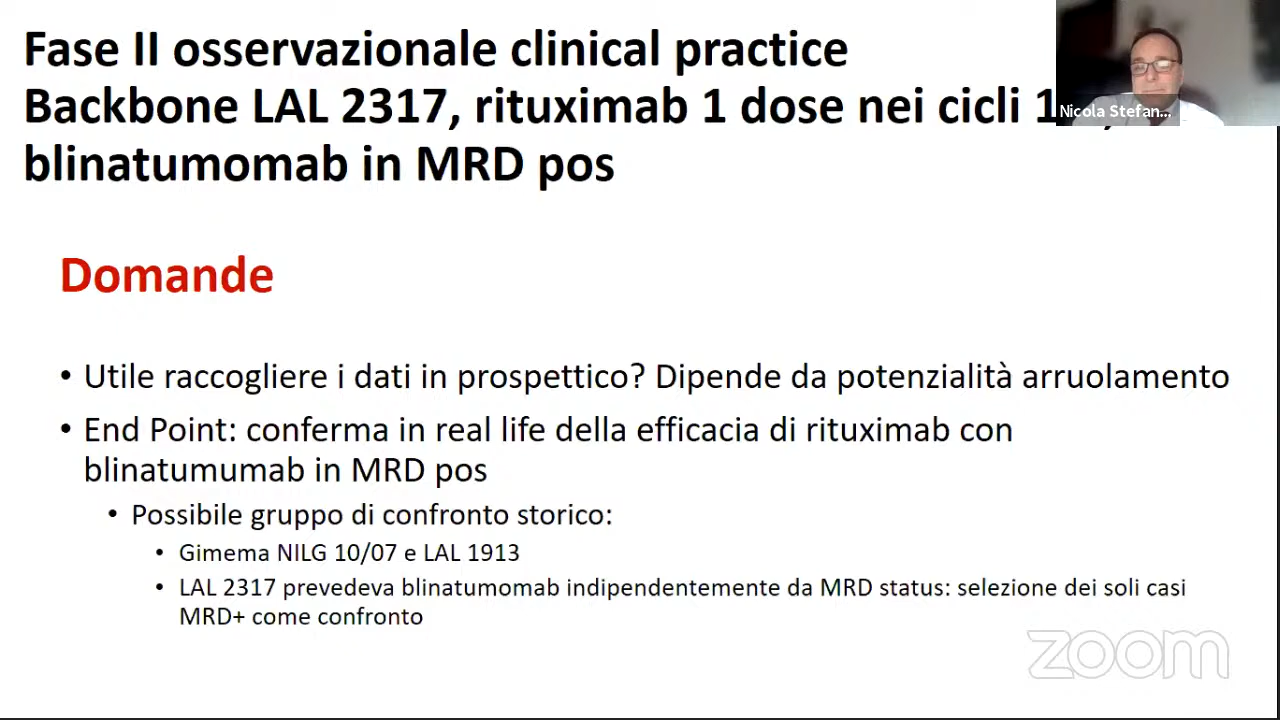 Fase II osservazionale clinical practice
Backbone LAL 2317, rituximab 1 dose nei cicli 1
blinatumomab in MRD pos
Nicola Stefan...
Domande
• Utile raccogliere i dati in prospettico? Dipende da potenzialità arruolamento
• End Point: conferma in real life della efficacia di rituximab con
blinatumumab in MRD pos
• Possibile gruppo di confronto storico:
• Gimema NILG 10/07 e LAL 1913
• LAL 2317 prevedeva blinatumomab indipendentemente da MRD status: selezione dei soli casi
MRD+ come confronto
zoom